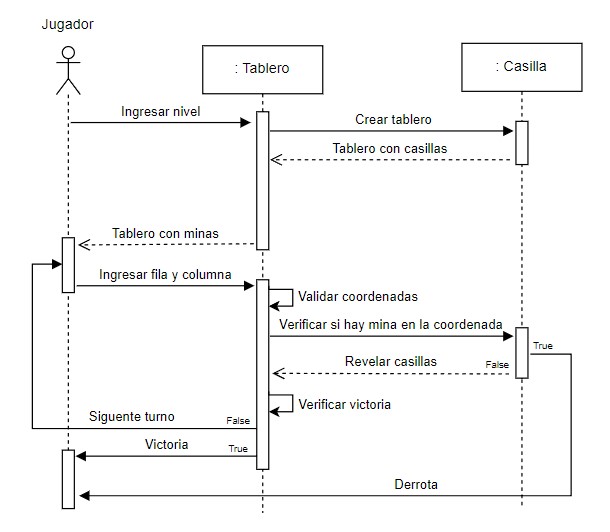 Jugador
: Tablero
: Casilla
Ingresar nivel
Crear tablero
Tablero con casillas
Tablero con minas
Ingresar fila y columna
Validar coordenadas
Verificar si hay mina en la coordenada
True
Revelar casillas
False
Verificar victoria
Siguente turno
False
Victoria
True
Derrota